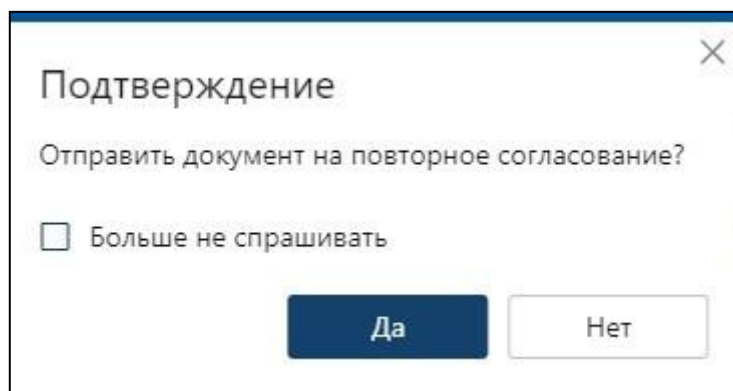 Подтверждение
Отправить документ на повторное согласование?
Больше не спрашивать
Да
Нет